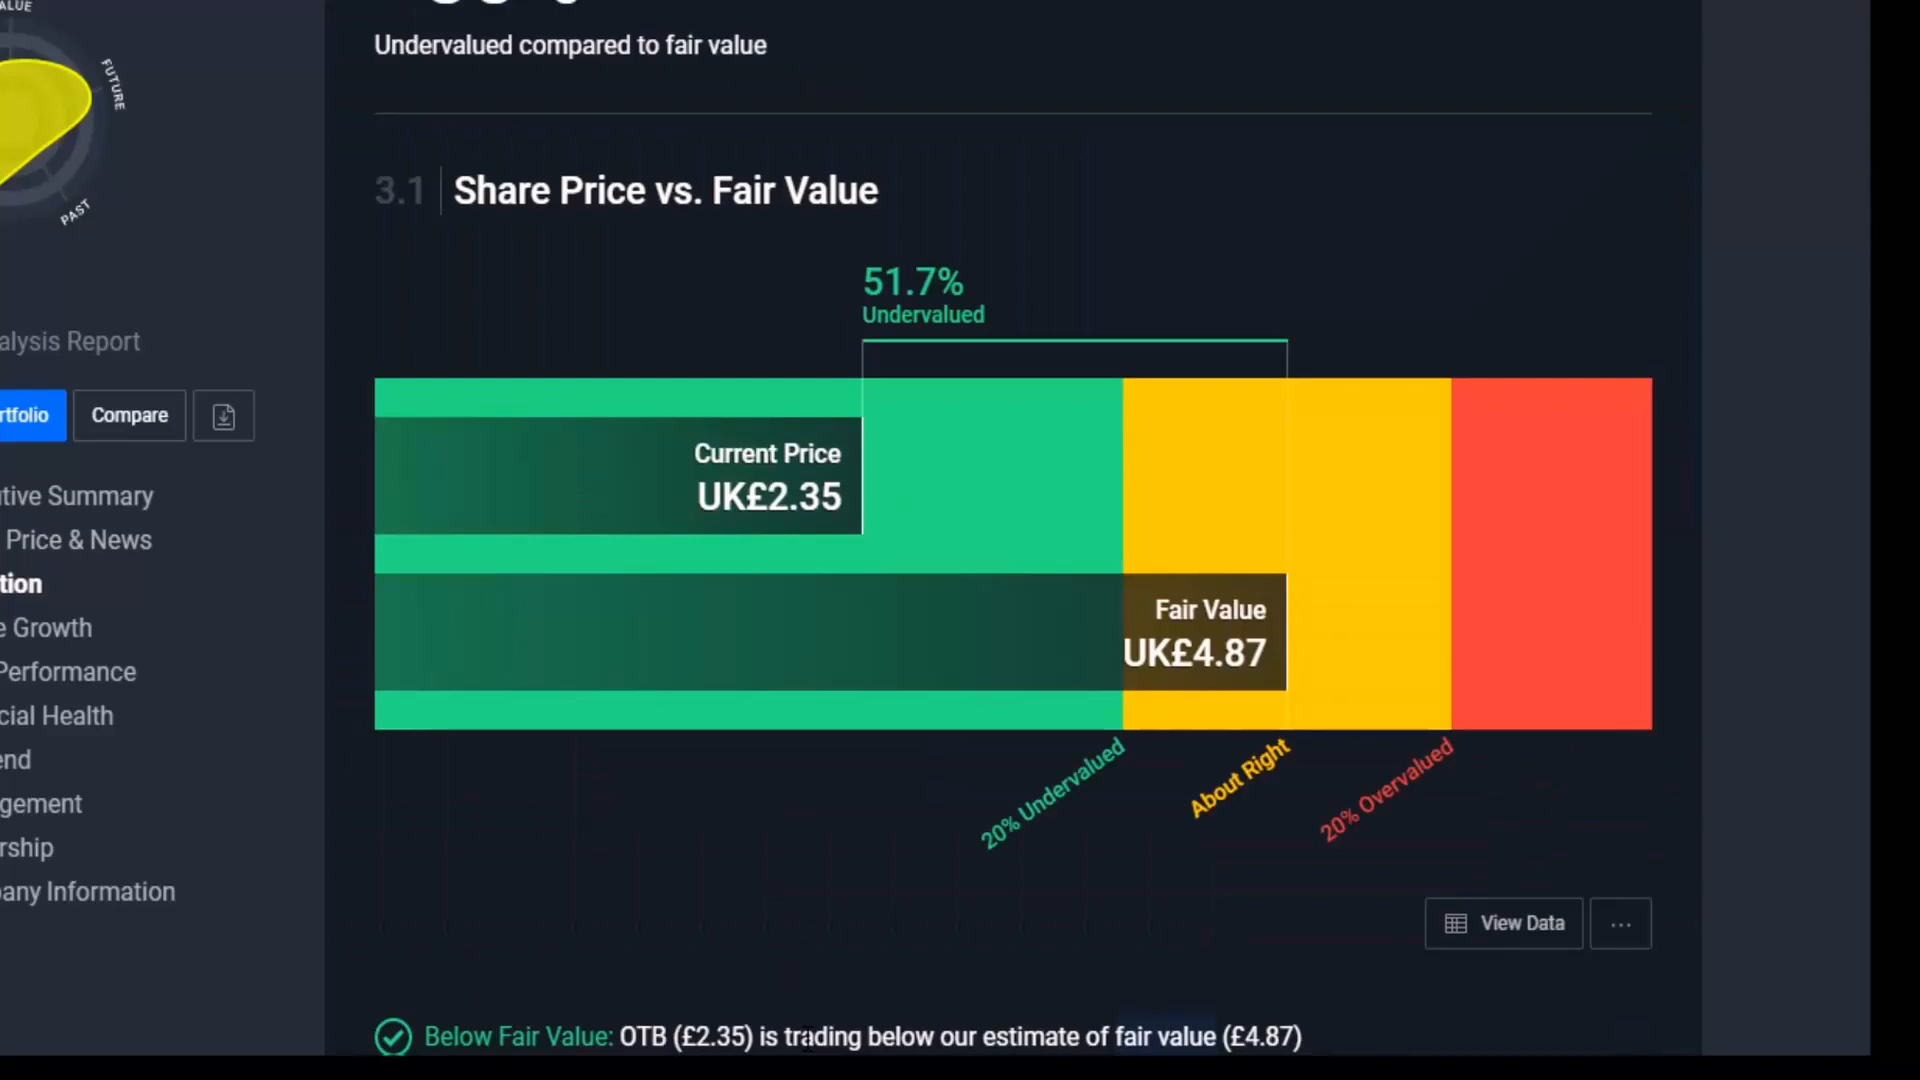 ALUE
FUTURE
PAST
alysis Report
rtfolio
Compare
tive Summary
Price & News
tion
e Growth
Performance
cial Health
end
gement
rship
pany Information
Undervalued compared to fair value
3.1 Share Price vs. Fair Value
51.7%
Undervalued
Current Price
UK£2.35
Fair Value
UK£4.87
20% Undervalued
About Right
20% Overvalued
View Data
...
Below Fair Value: OTB (£2.35) is trading below our estimate of fair value (£4.87)